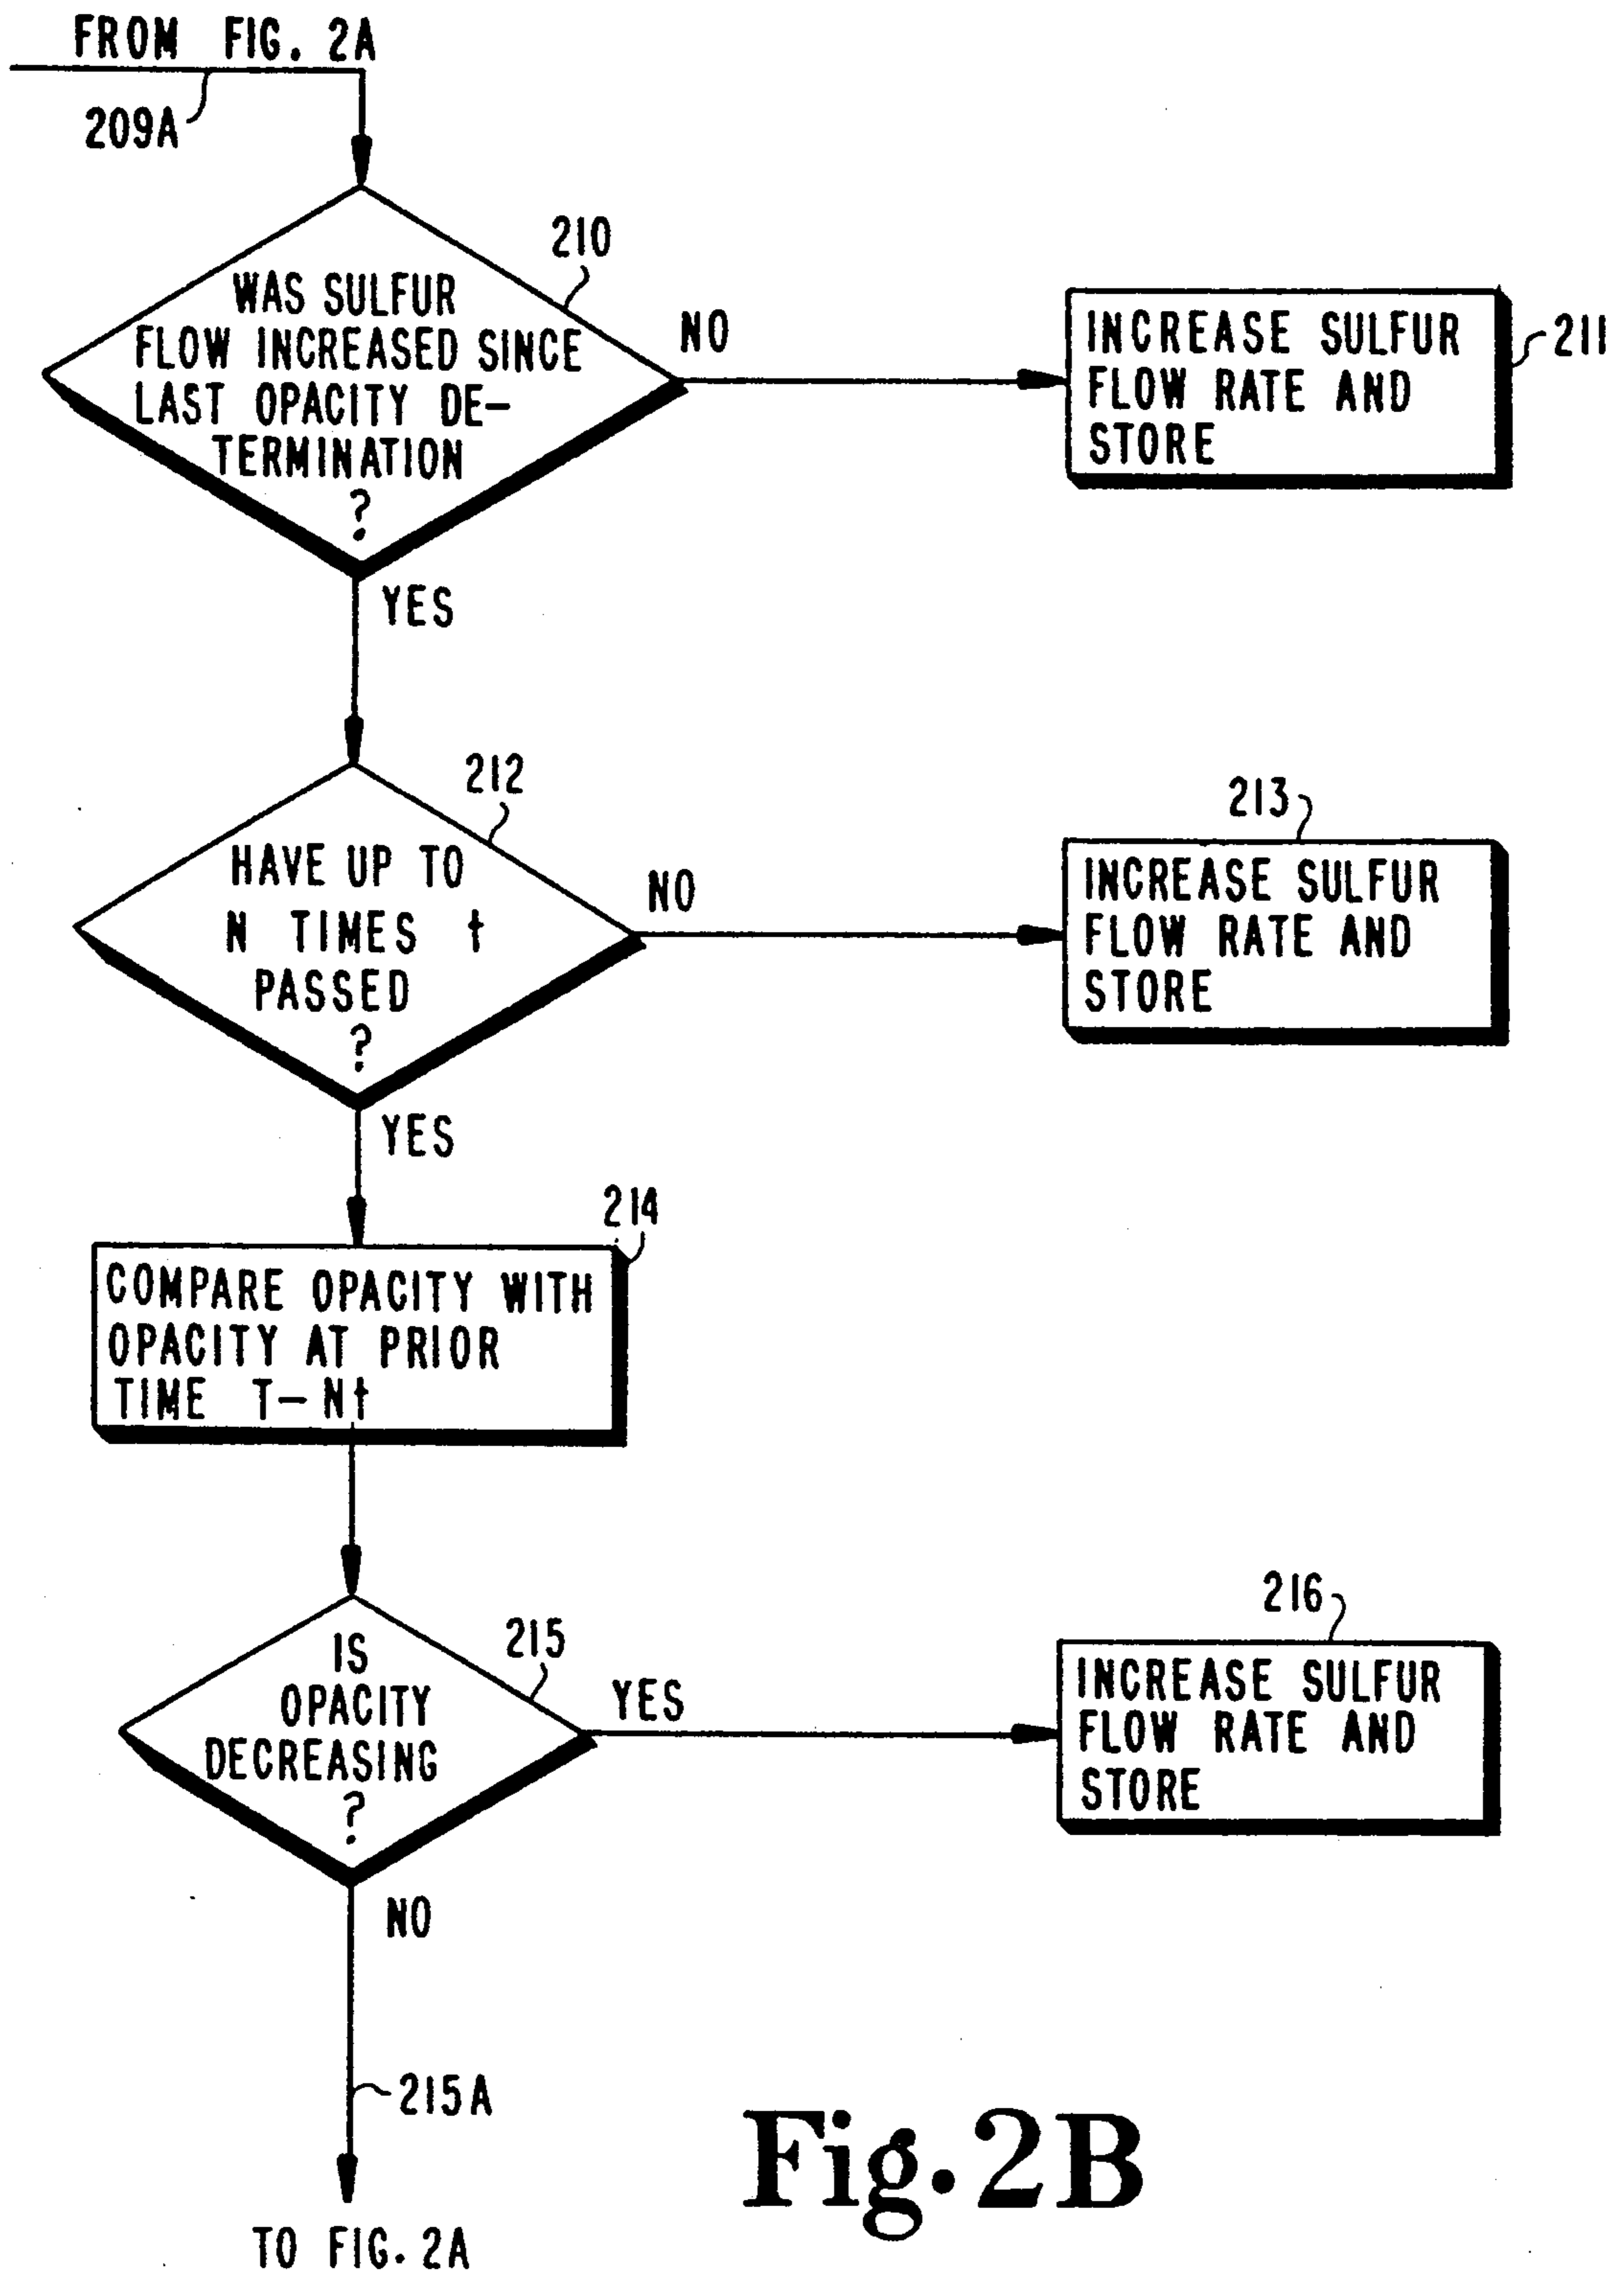 FROM FIG. 2A
209A
210
WAS SULFUR
FLOW INCREASED SINCE
LAST OPACITY DE-
TERMINATION
?
NO
INCREASE SULFUR
FLOW RATE AND
STORE
211
YES
212
HAVE UP TO
N TIMES t
PASSED
?
NO
213
INCREASE SULFUR
FLOW RATE AND
STORE
YES
214
COMPARE OPACITY WITH
OPACITY AT PRIOR
TIME T-Nt
215
IS
OPACITY
DECREASING
?
YES
216
INCREASE SULFUR
FLOW RATE AND
STORE
NO
215A
TO FIG. 2A
Fig. 2B